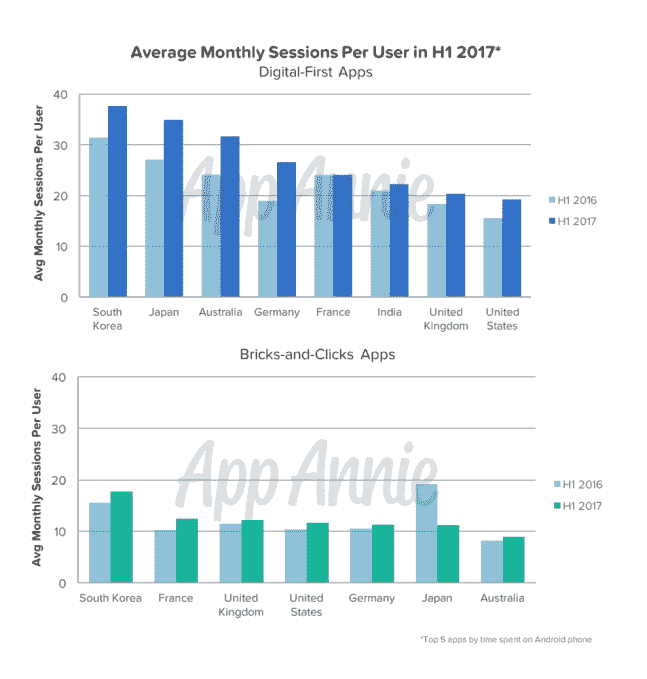 Average Monthly Sessions Per User in H1 2017*
Digital-First Apps
Avg Monthly Sessions Per User
40
30
20
10
0
App Annie
H1 2016
H1 2017
South Korea
Japan
Australia
Germany
France
India
United Kingdom
United States
Bricks-and-Clicks Apps
Avg Monthly Sessions Per User
40
30
20
10
0
App Annie
H1 2016
H1 2017
South Korea
France
United Kingdom
United States
Germany
Japan
Australia
*Top 5 apps by time spent on Android phone